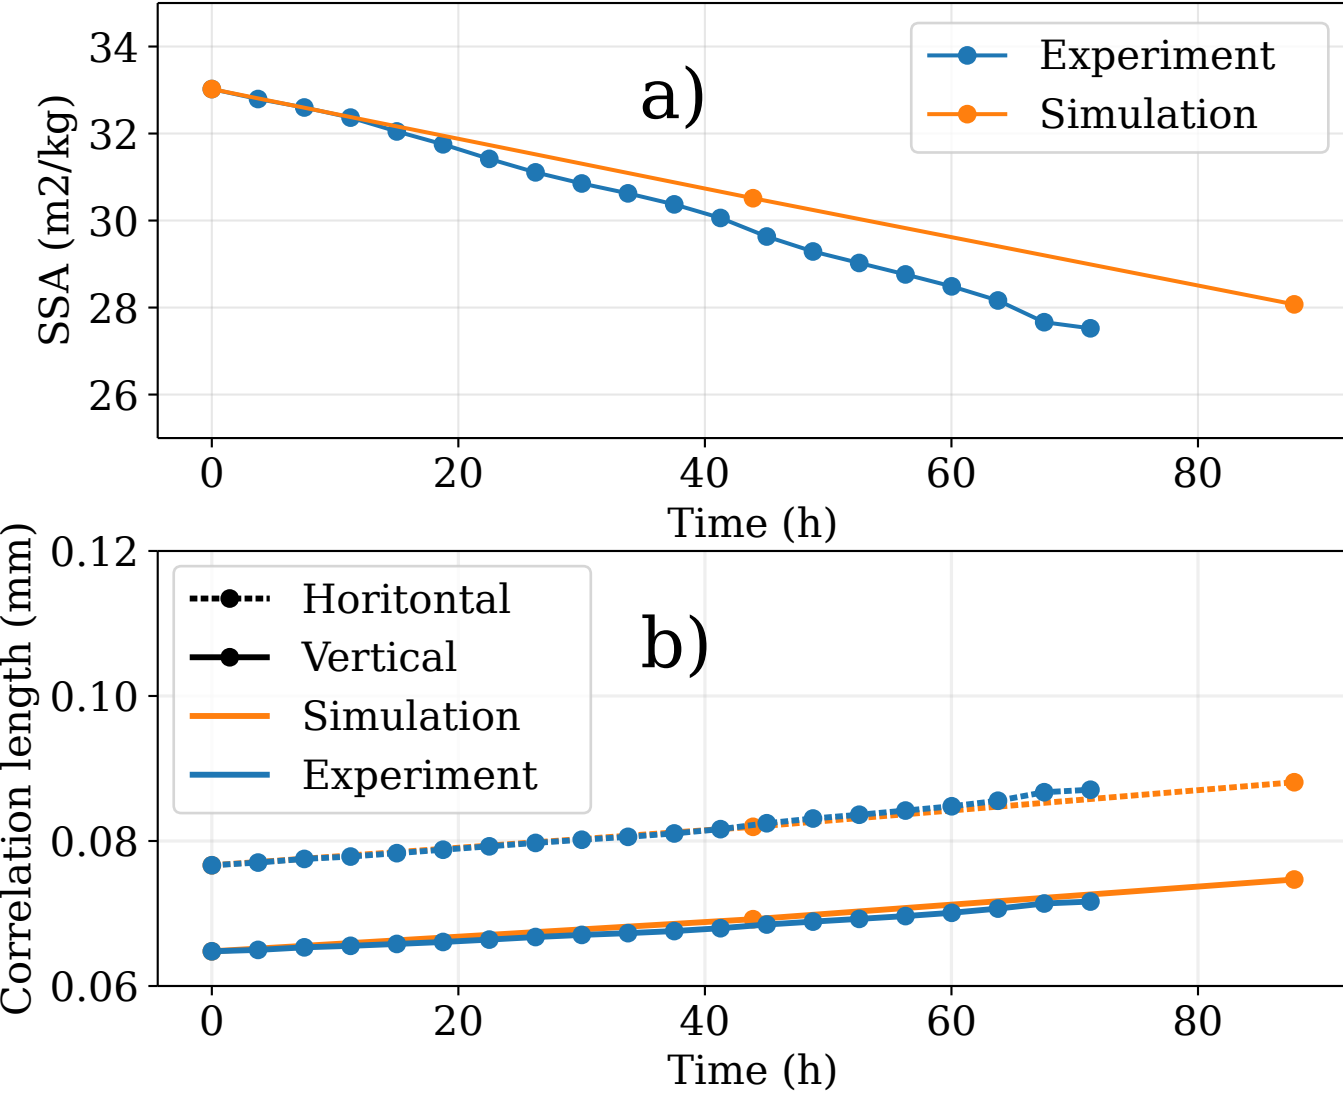 34
32
30
28
26
SSA (m2/kg)
a)
Experiment
Simulation
0 20 40 60 80
Time (h)
0.12
0.10
0.08
0.06
Correlation length (mm)
Horitontal
Vertical
Simulation
Experiment
b)
0 20 40 60 80
Time (h)